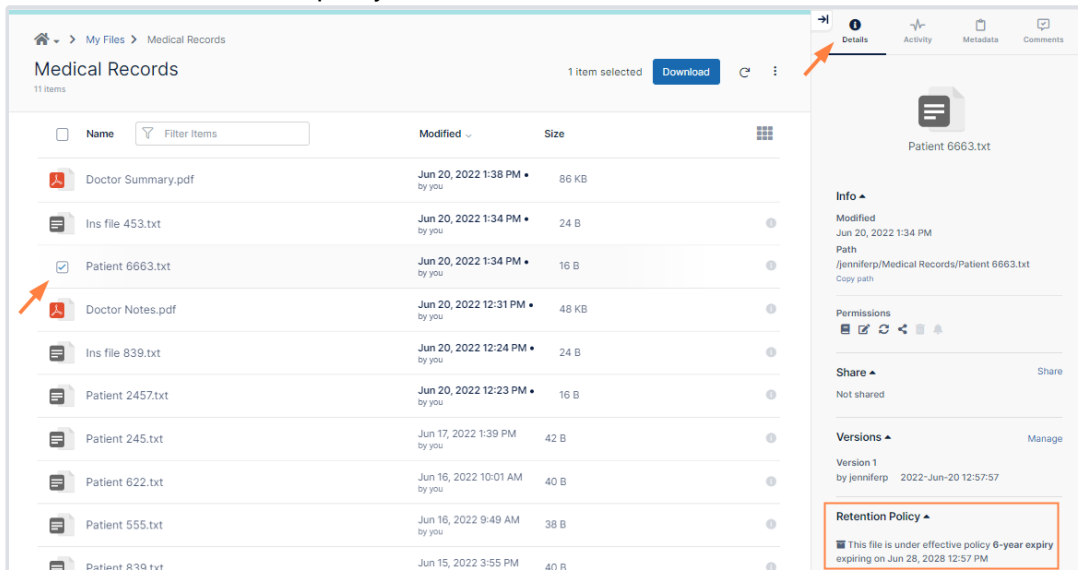 My Files > Medical Records
Medical Records
11 items
1 item selected Download
Name Filter Items Modified Size
Doctor Summary.pdf Jun 20, 2022 1:38 PM • 86 KB
by you
Ins file 453.txt Jun 20, 2022 1:34 PM • 24 B
by you
Patient 6663.txt Jun 20, 2022 1:34 PM • 16 B
by you
Doctor Notes.pdf Jun 20, 2022 12:31 PM • 48 KB
by you
Ins file 839.txt Jun 20, 2022 12:24 PM • 24 B
by you
Patient 2457.txt Jun 20, 2022 12:23 PM • 16 B
by you
Patient 245.txt Jun 17, 2022 1:39 PM 42 B
by you
Patient 622.txt Jun 16, 2022 10:01 AM 40 B
by you
Patient 555.txt Jun 16, 2022 9:49 AM 38 B
by you
Patient 839.txt Jun 15, 2022 3:55 PM 40 B
Details Activity Metadata Comments
Patient 6663.txt
Info
Modified
Jun 20, 2022 1:34 PM
Path
/jenniferp/Medical Records/Patient 6663.txt
Copy path
Permissions
Share Share
Not shared
Versions Manage
Version 1
by jenniferp 2022-Jun-20 12:57:57
Retention Policy
This file is under effective policy 6-year expiry
expiring on Jun 28, 2028 12:57 PM